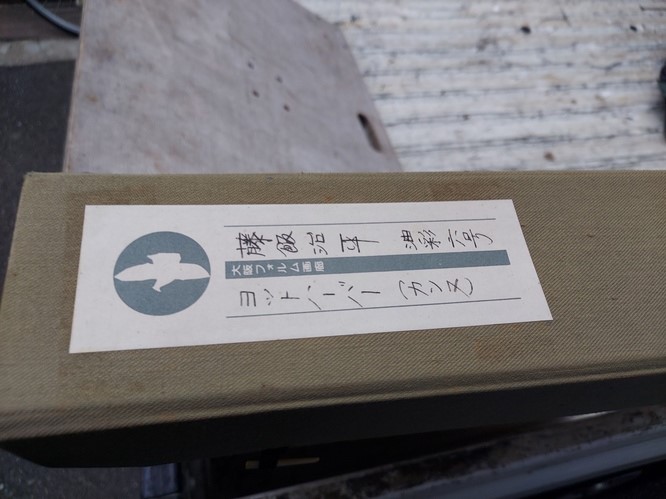 藤飯治平 油彩 六号
大阪フォルム画廊
ヨットハーバー(カンヌ)